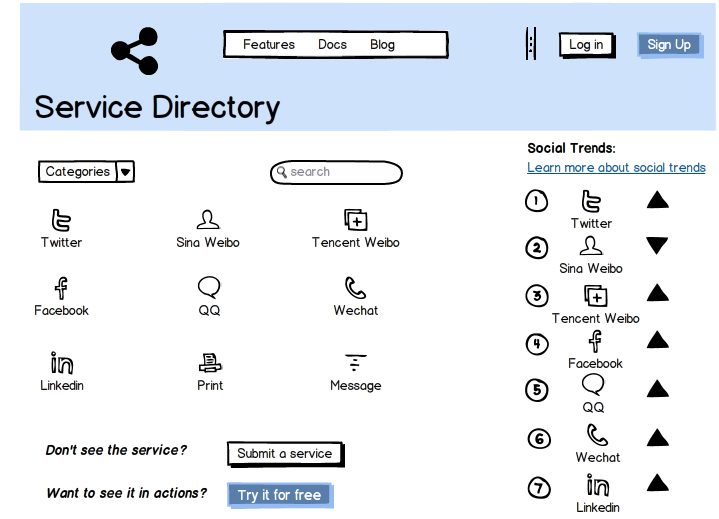 Features Docs Blog
Log in
Sign Up
Service Directory
Categories
search
Twitter
Sina Weibo
Tencent Weibo
Facebook
QQ
Wechat
Linkedin
Print
Message
Don't see the service?
Submit a service
Want to see it in actions?
Try it for free
Social Trends:
Learn more about social trends
1
Twitter
2
Sina Weibo
3
Tencent Weibo
4
Facebook
5
QQ
6
Wechat
7
Linkedin